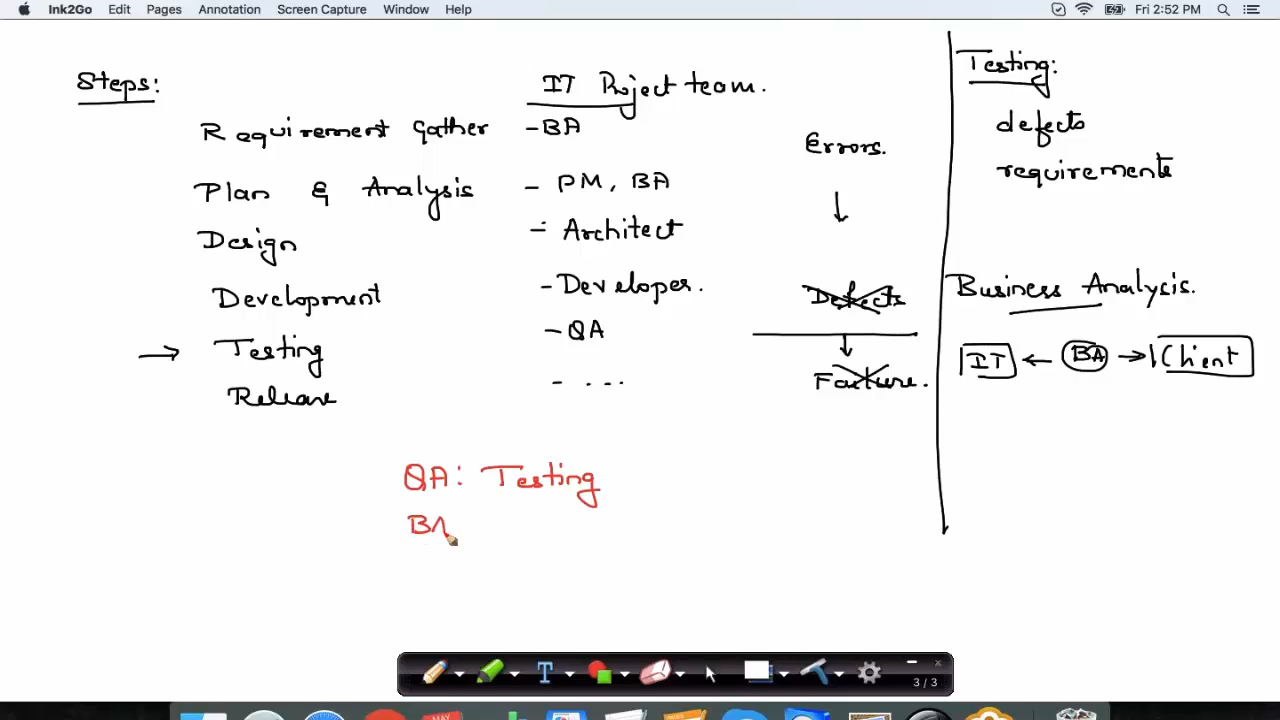 Ink2Go Edit Pages Annotation Screen Capture Window Help Fri 2:52 PM
Steps:
IT Project team.
Requirement Gather - BA
Plan & Analysis - PM, BA
Design - Architect
Development - Developer.
Testing - QA
Release - ....
Errors.
Defects
Failure.
Testing:
defects
requirements
Business Analysis.
IT BA Client
QA: Testing
BA
T
3 / 3
MAY